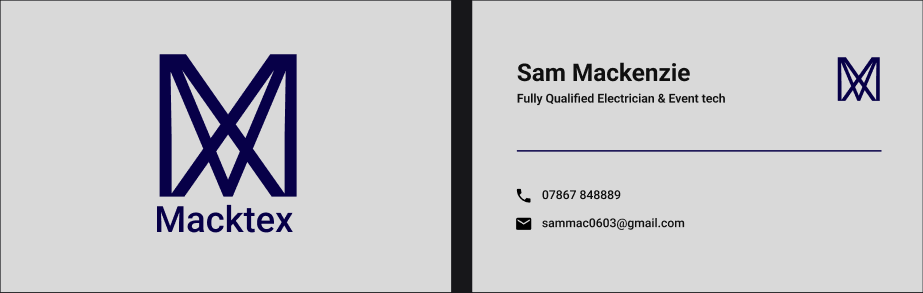 Macktex
Sam Mackenzie
Fully Qualified Electrician & Event tech
07867 848889
sammac0603@gmail.com